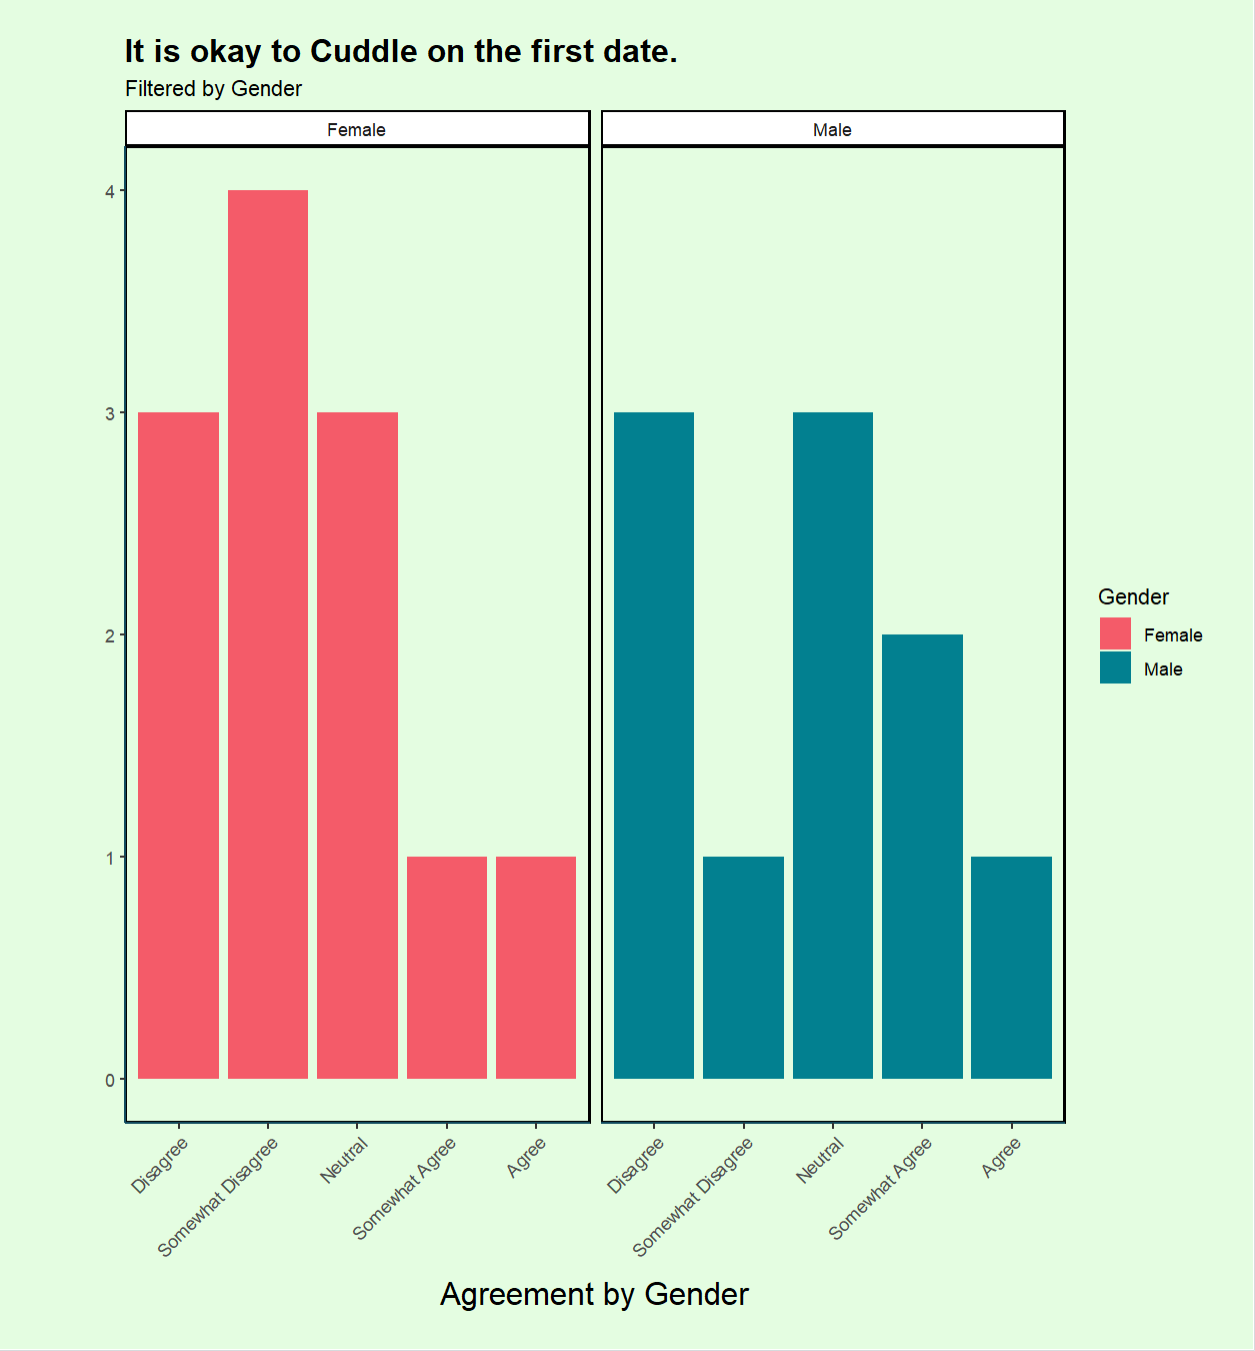 It is okay to Cuddle on the first date.
Filtered by Gender
Female
Male
4
3
2
1
0
Disagree
Somewhat Disagree
Neutral
Somewhat Agree
Agree
Disagree
Somewhat Disagree
Neutral
Somewhat Agree
Agree
Agreement by Gender
Gender
Female
Male